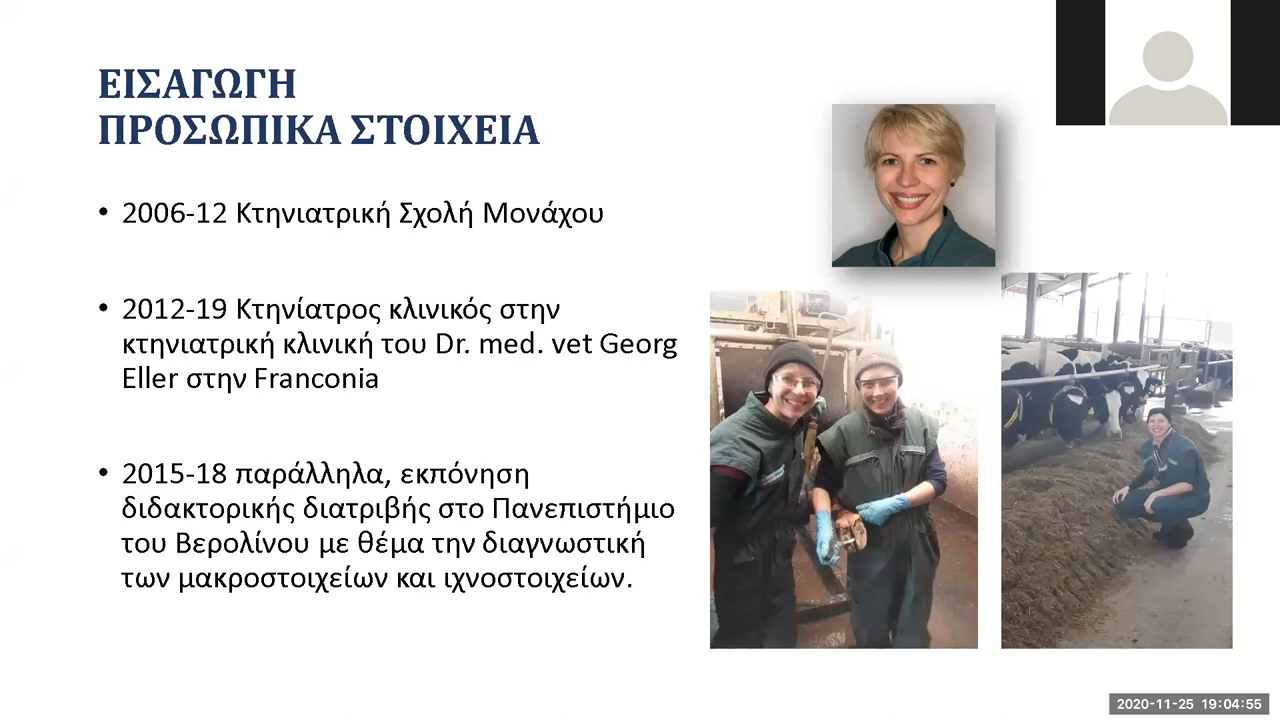 ΕΙΣΑΓΩΓΗ
ΠΡΟΣΩΠΙΚΑ ΣΤΟΙΧΕΙΑ
• 2006-12 Κτηνιατρική Σχολή Μονάχου
• 2012-19 Κτηνίατρος κλινικός στην
κτηνιατρική κλινική του Dr. med. vet Georg
Eller στην Franconia
• 2015-18 παράλληλα, εκπόνηση
διδακτορικής διατριβής στο Πανεπιστήμιο
του Βερολίνου με θέμα την διαγνωστική
των μακροστοιχείων και ιχνοστοιχείων.
2020-11-25 19:04:55